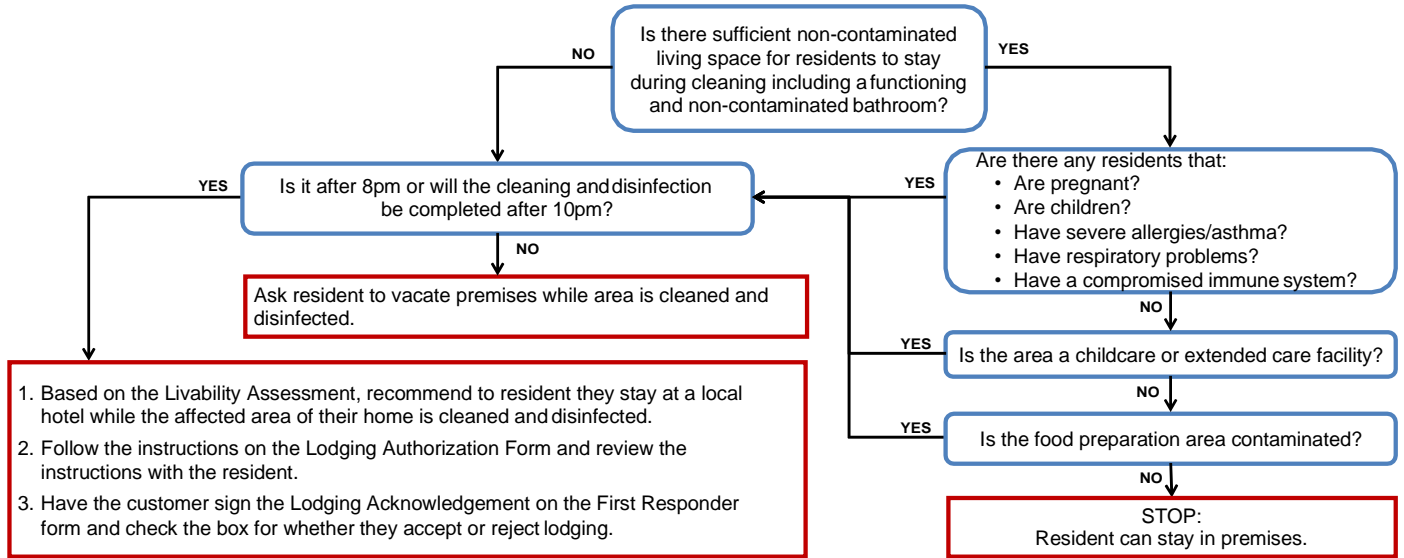 Is there sufficient non-contaminated
living space for residents to stay
during cleaning including a functioning
and non-contaminated bathroom?
NO
YES
Is it after 8pm or will the cleaning and disinfection
be completed after 10pm?
YES
NO
Ask resident to vacate premises while area is cleaned and
disinfected.
Are there any residents that:
• Are pregnant?
• Are children?
• Have severe allergies/asthma?
• Have respiratory problems?
• Have a compromised immune system?
YES
NO
Is the area a childcare or extended care facility?
YES
NO
Is the food preparation area contaminated?
YES
NO
STOP:
Resident can stay in premises.
1. Based on the Livability Assessment, recommend to resident they stay at a local
hotel while the affected area of their home is cleaned and disinfected.
2. Follow the instructions on the Lodging Authorization Form and review the
instructions with the resident.
3. Have the customer sign the Lodging Acknowledgement on the First Responder
form and check the box for whether they accept or reject lodging.